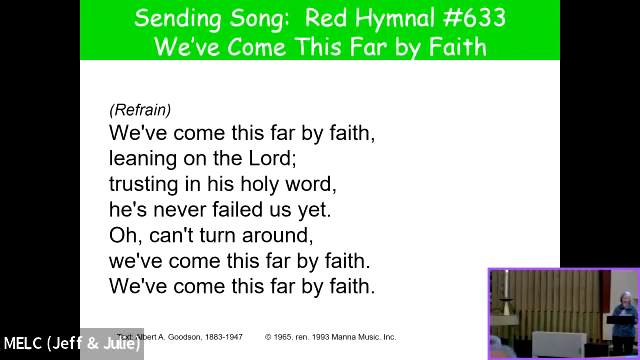 Sending Song:  Red Hymnal #633
We've Come This Far by Faith
(Refrain)
We've come this far by faith,
leaning on the Lord;
trusting in his holy word,
he's never failed us yet.
Oh, can't turn around,
we've come this far by faith.
We've come this far by faith.
Text: Albert A. Goodson, 1883-1947 © 1965, ren. 1993 Manna Music, Inc.
MELC (Jeff & Julie)